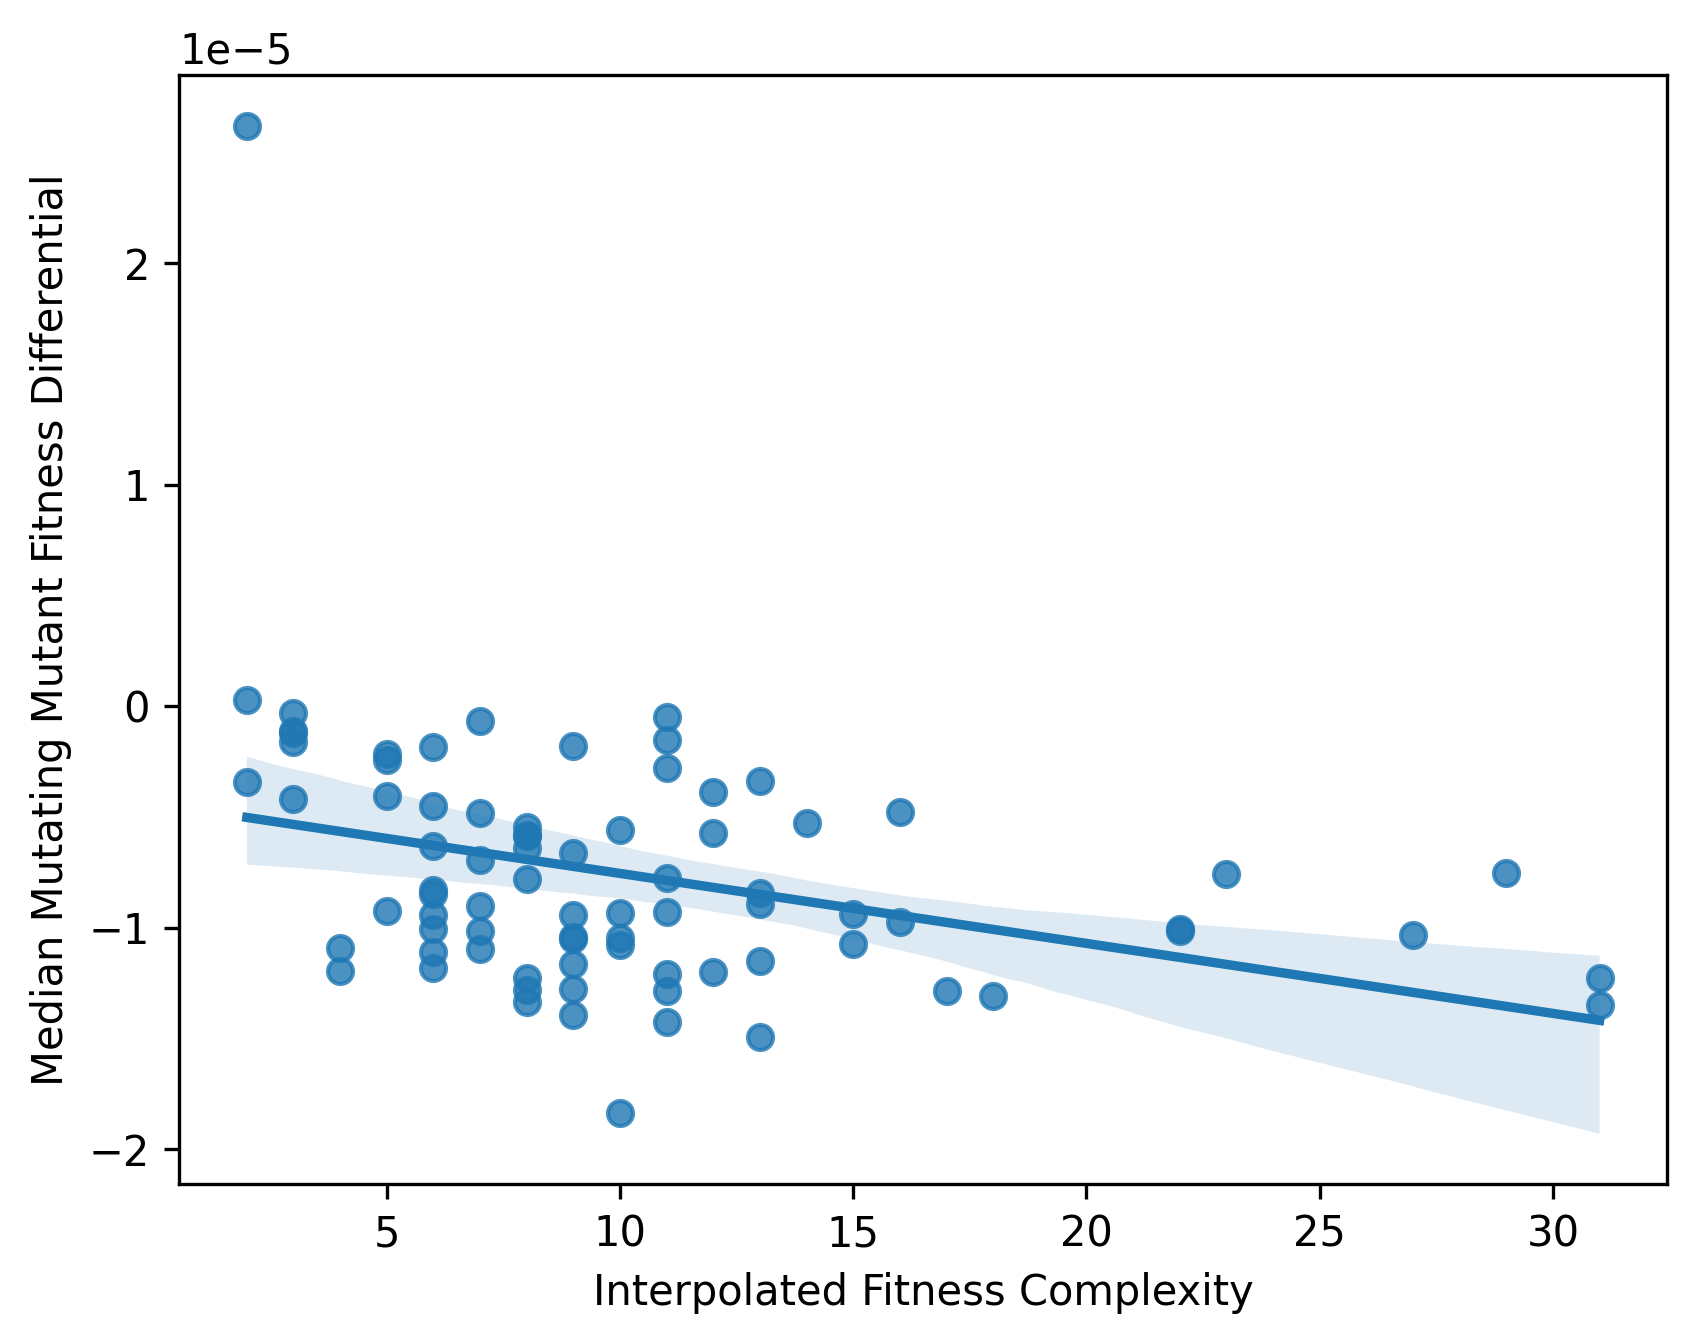 1e−5
2
1
0
−1
−2
5 10 15 20 25 30
Interpolated Fitness Complexity
Median Mutating Mutant Fitness Differential